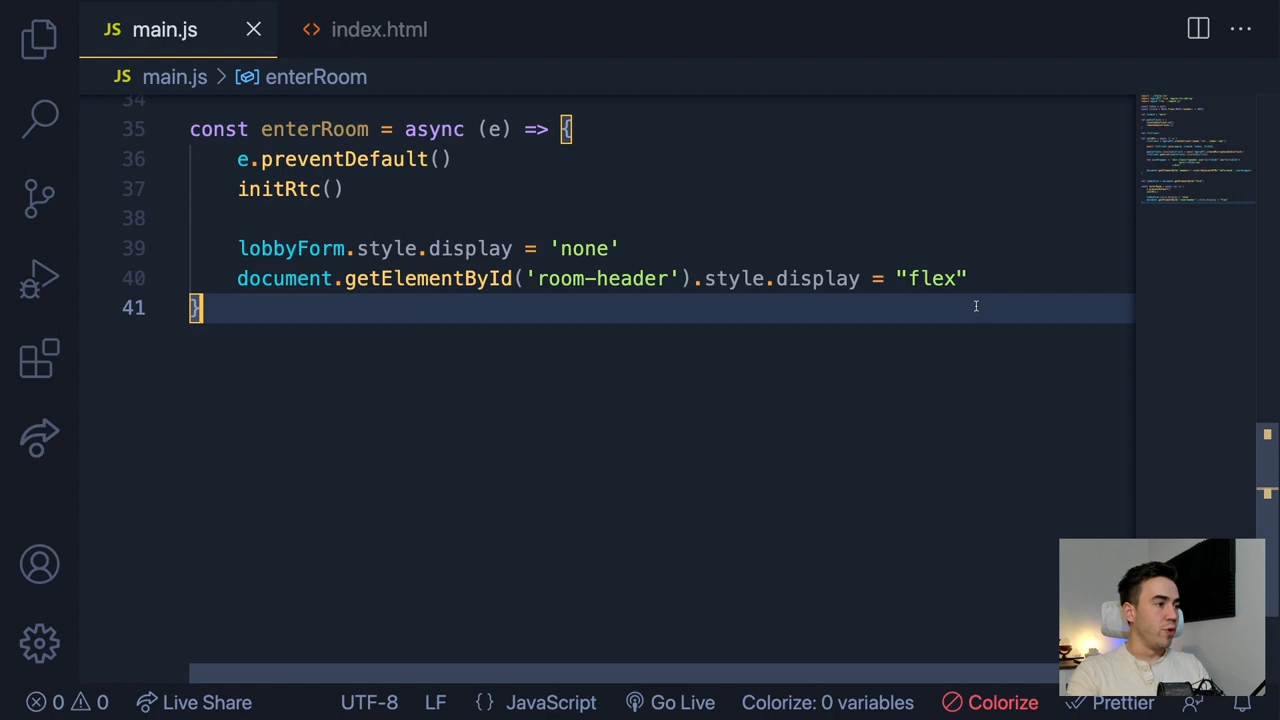 JS main.js
<> index.html
JS main.js > enterRoom
34
35 const enterRoom = async (e) => {
36 e.preventDefault()
37 initRtc()
38
39 lobbyForm.style.display = 'none'
40 document.getElementById('room-header').style.display = "flex"
41 }
0 0 Live Share UTF-8 LF {} JavaScript Go Live Colorize: 0 variables Colorize Prettier